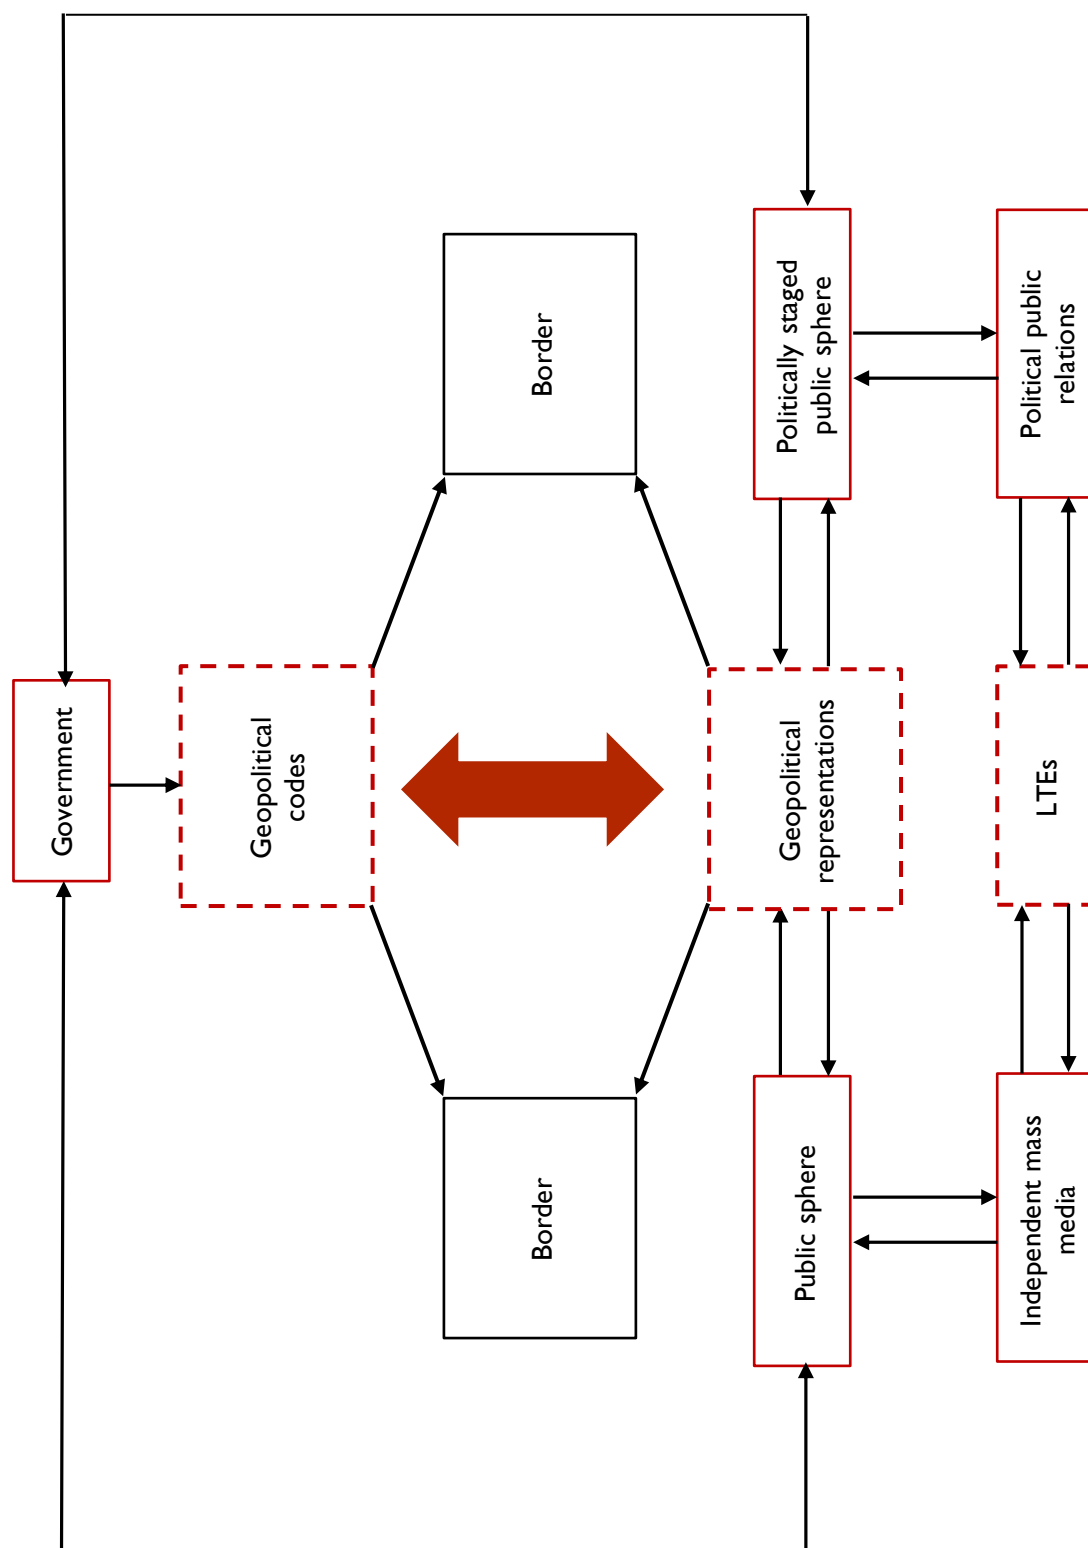 Government
Geopolitical
codes
Border
Border
Public sphere
Geopolitical
representations
Politically staged
public sphere
Independent mass
media
LTEs
Political public
relations